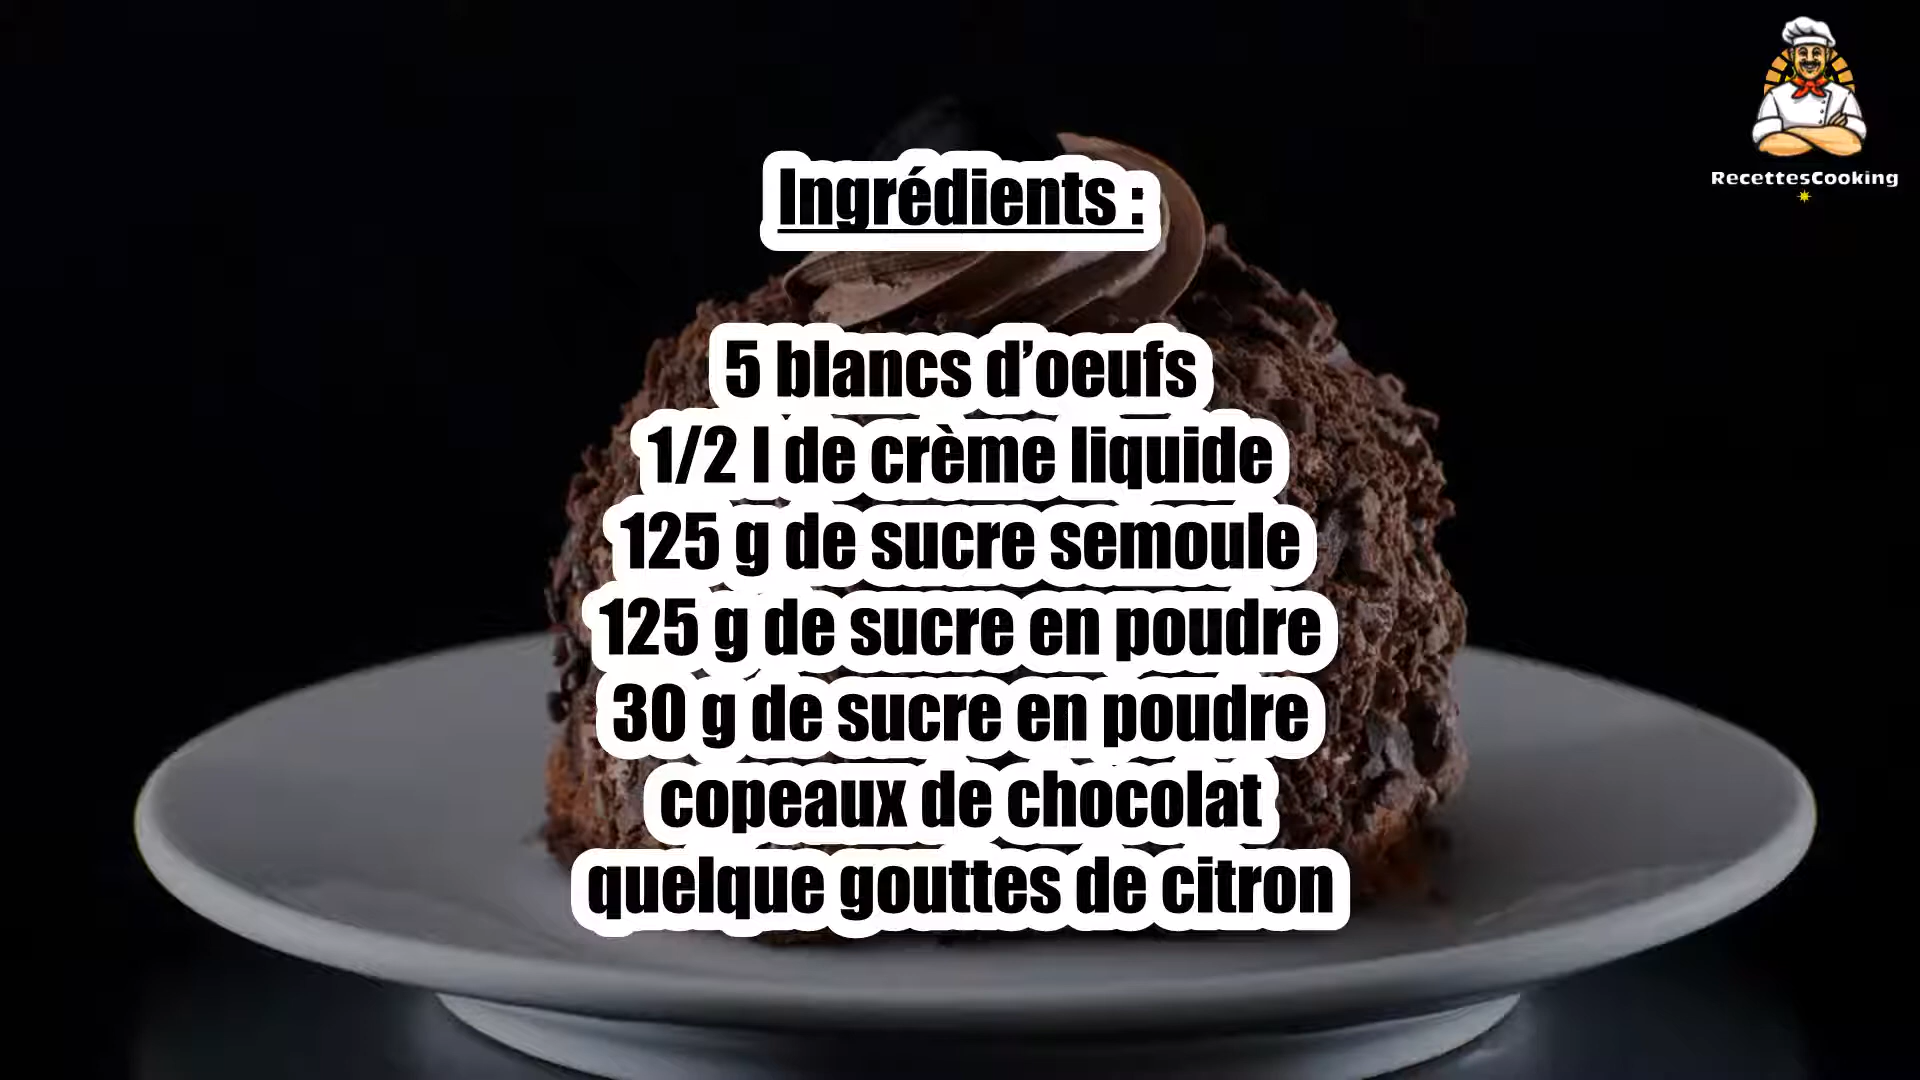 RecettesCooking
Ingrédients :
5 blancs d’oeufs
1/2 l de crème liquide
125 g de sucre semoule
125 g de sucre en poudre
30 g de sucre en poudre
copeaux de chocolat
quelque gouttes de citron